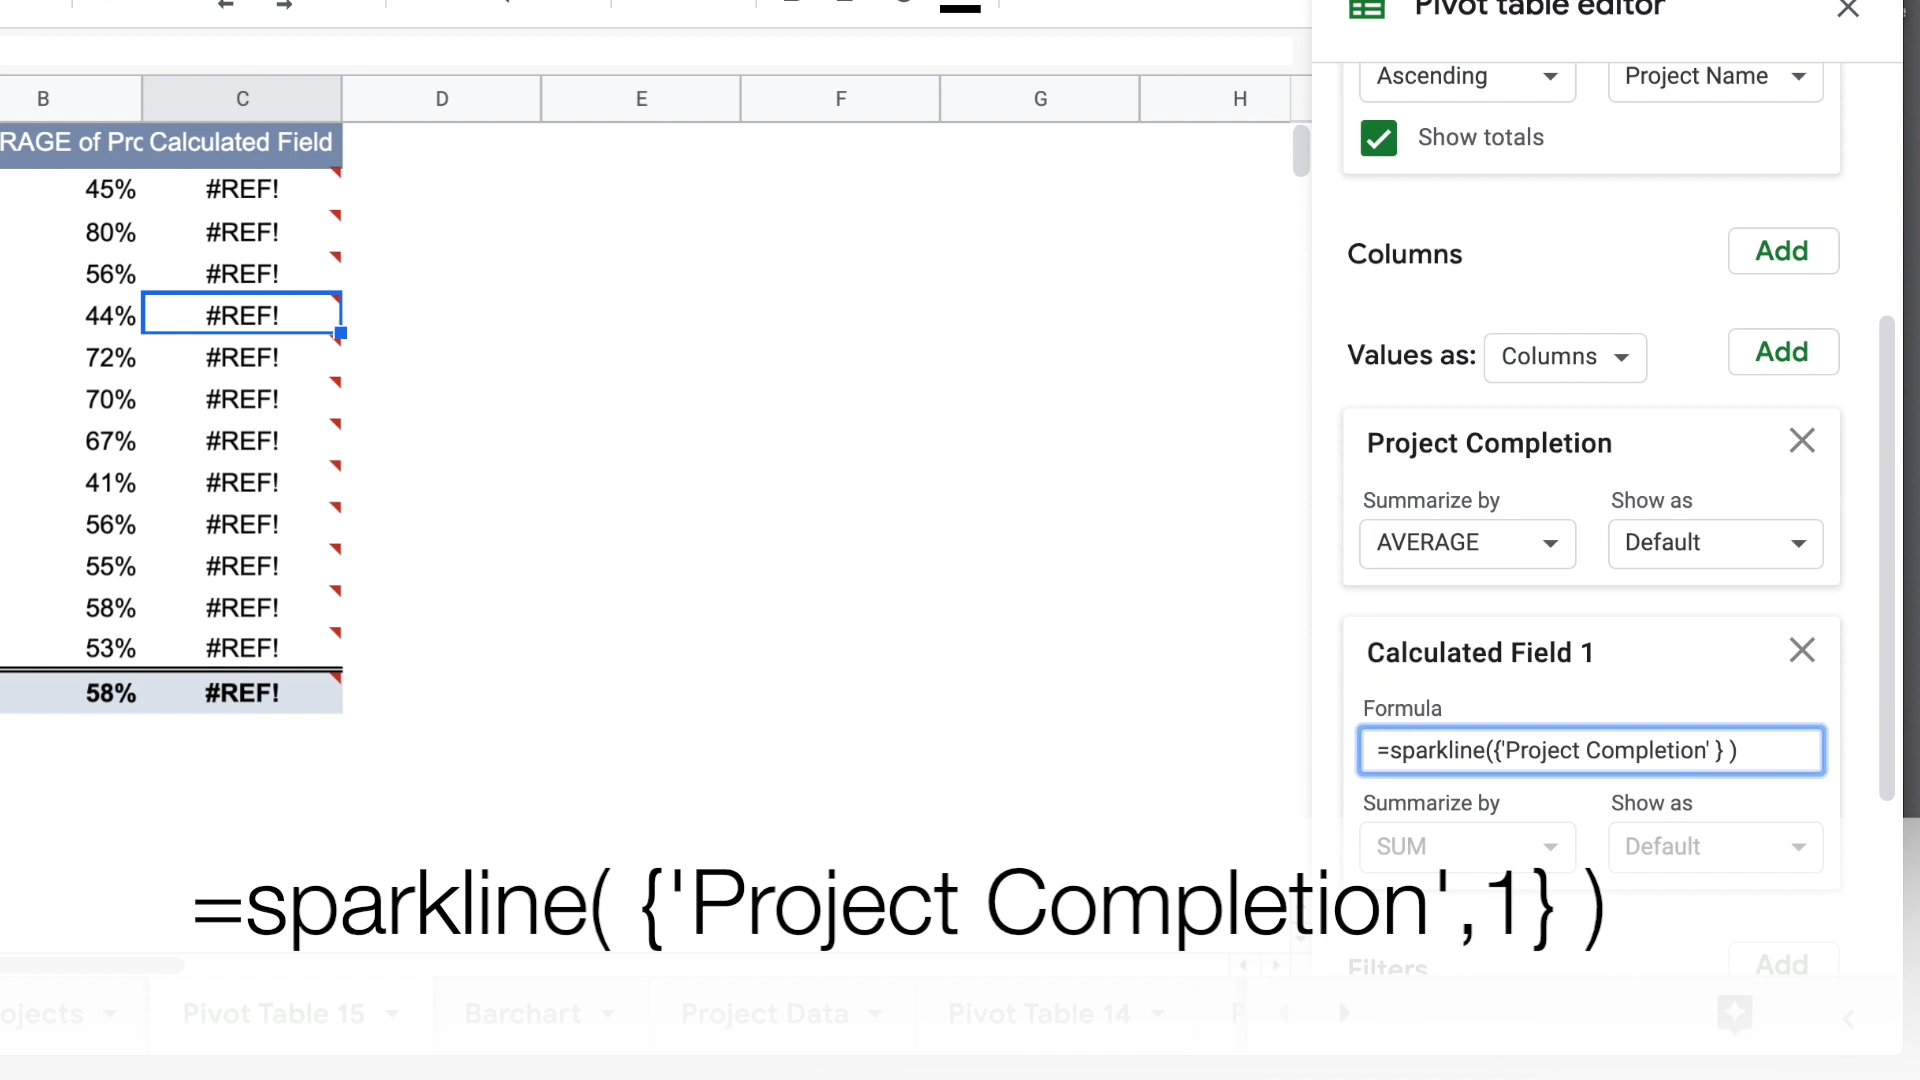 Pivot table editor
B C D E F G H
RAGE of Prc Calculated Field
45% #REF!
80% #REF!
56% #REF!
44% #REF!
72% #REF!
70% #REF!
67% #REF!
41% #REF!
56% #REF!
55% #REF!
58% #REF!
53% #REF!
58% #REF!
Ascending Project Name
Show totals
Columns Add
Values as: Columns Add
Project Completion
Summarize by Show as
AVERAGE Default
Calculated Field 1
Formula
=sparkline({'Project Completion' } )
Summarize by Show as
SUM Default
=sparkline( {'Project Completion',1} )
Filters Add
ojects Pivot Table 15 Barchart Project Data Pivot Table 14